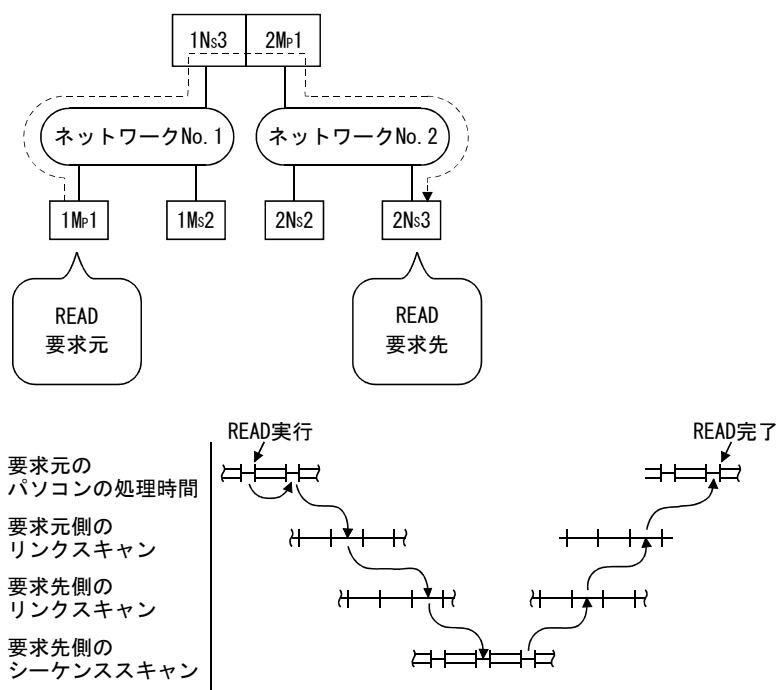 1Ns3 2MP1
ネットワークNo.1 ネットワークNo.2
1MP1 1Ms2 2Ns2 2Ns3
READ
要求元
READ
要求先
READ実行 READ完了
要求元の
パソコンの処理時間
要求元側の
リンクスキャン
要求先側の
リンクスキャン
要求先側の
シーケンススキャン